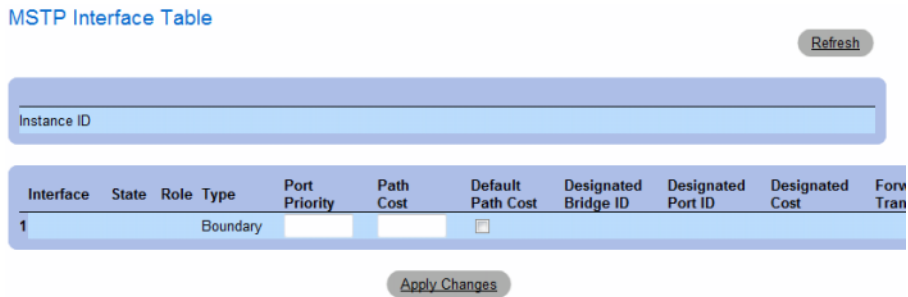 MSTP Interface Table
Refresh
Instance ID
Interface State Role Type Port Priority Path Cost Default Path Cost Designated Bridge ID Designated Port ID Designated Cost
1 Boundary
Apply Changes